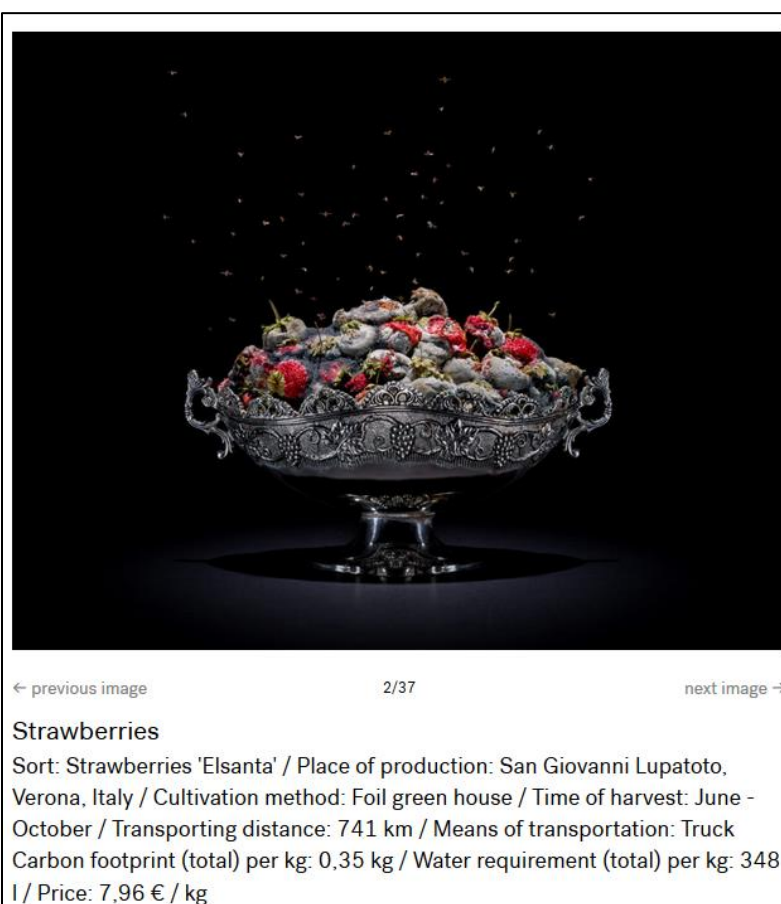 ← previous image
2/37
next image →
Strawberries
Sort: Strawberries 'Elsanta' / Place of production: San Giovanni Lupatoto,
Verona, Italy / Cultivation method: Foil green house / Time of harvest: June -
October / Transporting distance: 741 km / Means of transportation: Truck
Carbon footprint (total) per kg: 0,35 kg / Water requirement (total) per kg: 348
l / Price: 7,96 € / kg